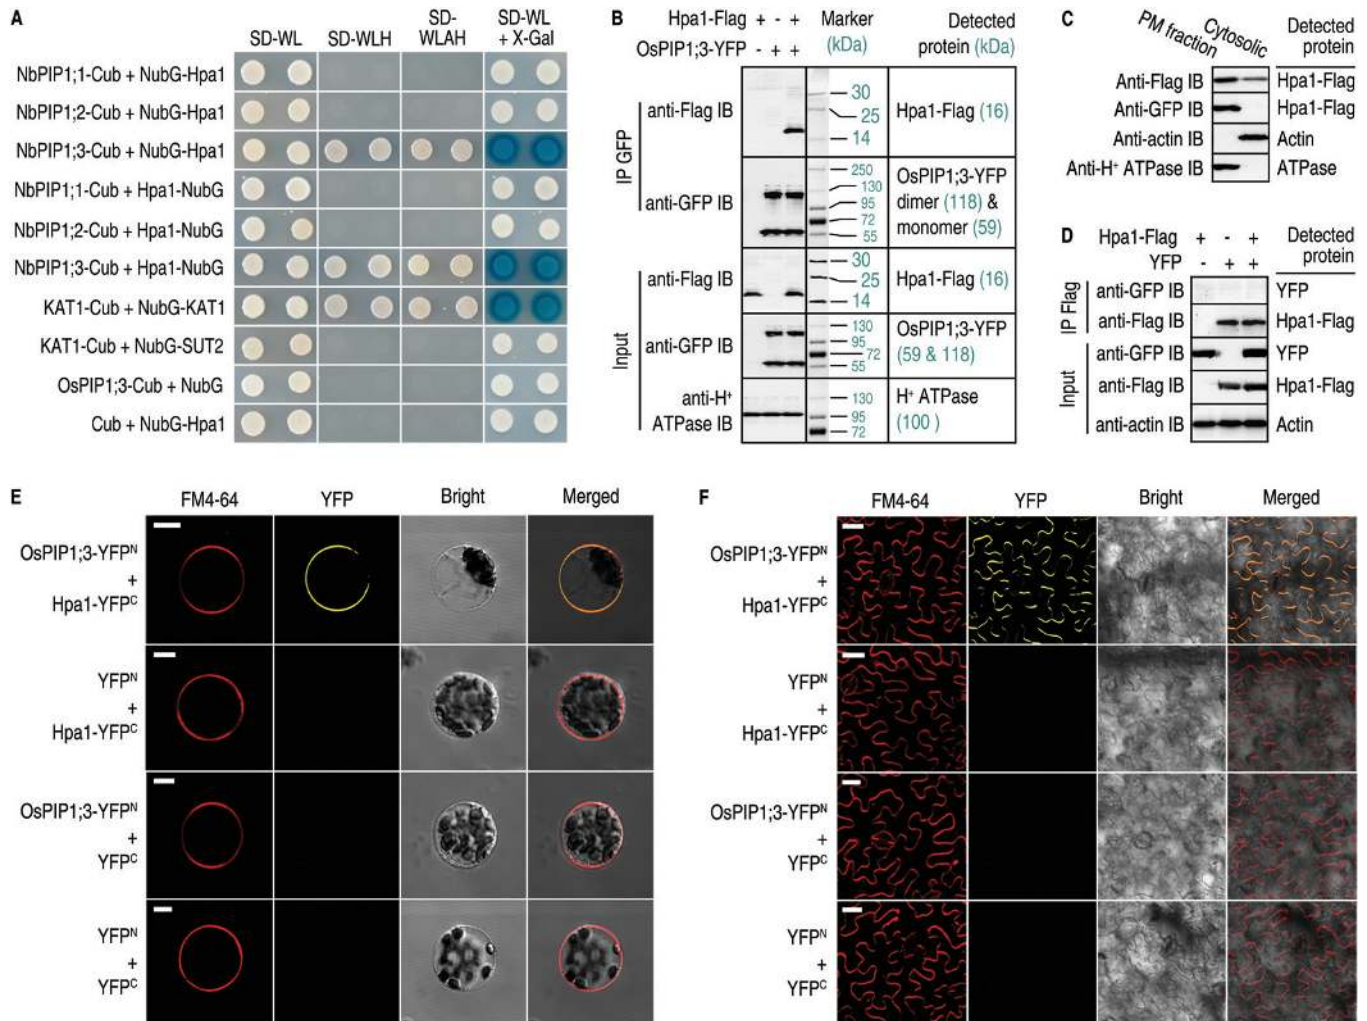 A
SD-WL SD-WLH SD-WLAH SD-WL + X-Gal
NbPIP1;1-Cub + NubG-Hpa1
NbPIP1;2-Cub + NubG-Hpa1
NbPIP1;3-Cub + NubG-Hpa1
NbPIP1;1-Cub + Hpa1-NubG
NbPIP1;2-Cub + Hpa1-NubG
NbPIP1;3-Cub + Hpa1-NubG
KAT1-Cub + NubG-KAT1
KAT1-Cub + NubG-SUT2
OsPIP1;3-Cub + NubG
Cub + NubG-Hpa1
B
Hpa1-Flag + - + Marker Detected
OsPIP1;3-YFP - + + (kDa) protein (kDa)
IP GFP
anti-Flag IB 30 25 14 Hpa1-Flag (16)
anti-GFP IB 250 130 95 72 55 OsPIP1;3-YFP
dimer (118) &
monomer (59)
Input
anti-Flag IB 30 25 14 Hpa1-Flag (16)
anti-GFP IB 130 95 72 55 OsPIP1;3-YFP
(59 & 118)
anti-H⁺
ATPase IB
130 95 72 H⁺ ATPase
(100 )
C
PM fraction Cytosolic Detected
protein
Anti-Flag IB Hpa1-Flag
Anti-GFP IB Hpa1-Flag
Anti-actin IB Actin
Anti-H⁺ ATPase IB ATPase
D
Hpa1-Flag + - + Detected
YFP - + + protein
IP Flag
anti-GFP IB YFP
anti-Flag IB Hpa1-Flag
Input
anti-GFP IB YFP
anti-Flag IB Hpa1-Flag
anti-actin IB Actin
E
FM4-64 YFP Bright Merged
OsPIP1;3-YFPᴺ
+
Hpa1-YFPᶜ
YFPᴺ
+
Hpa1-YFPᶜ
OsPIP1;3-YFPᴺ
+
YFPᶜ
YFPᴺ
+
YFPᶜ
F
FM4-64 YFP Bright Merged
OsPIP1;3-YFPᴺ
+
Hpa1-YFPᶜ
YFPᴺ
+
Hpa1-YFPᶜ
OsPIP1;3-YFPᴺ
+
YFPᶜ
YFPᴺ
+
YFPᶜ